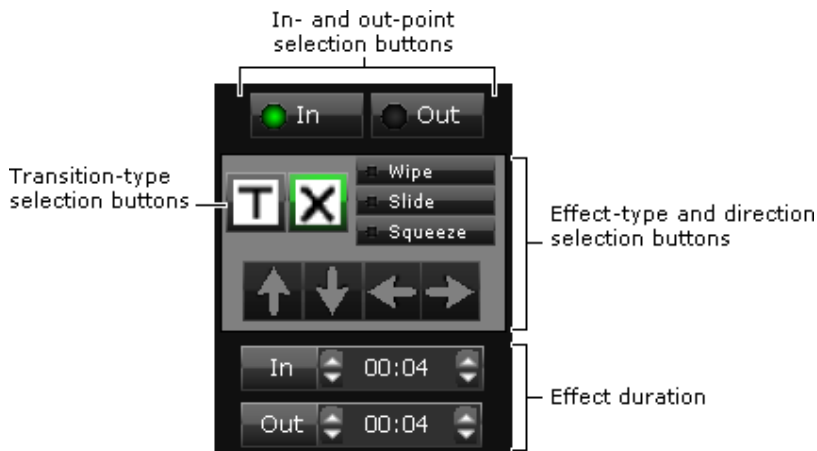 In- and out-point
selection buttons
In
Out
Transition-type
selection buttons
T
X
Wipe
Slide
Squeeze
Effect-type and direction
selection buttons
In 00:04
Out 00:04
Effect duration